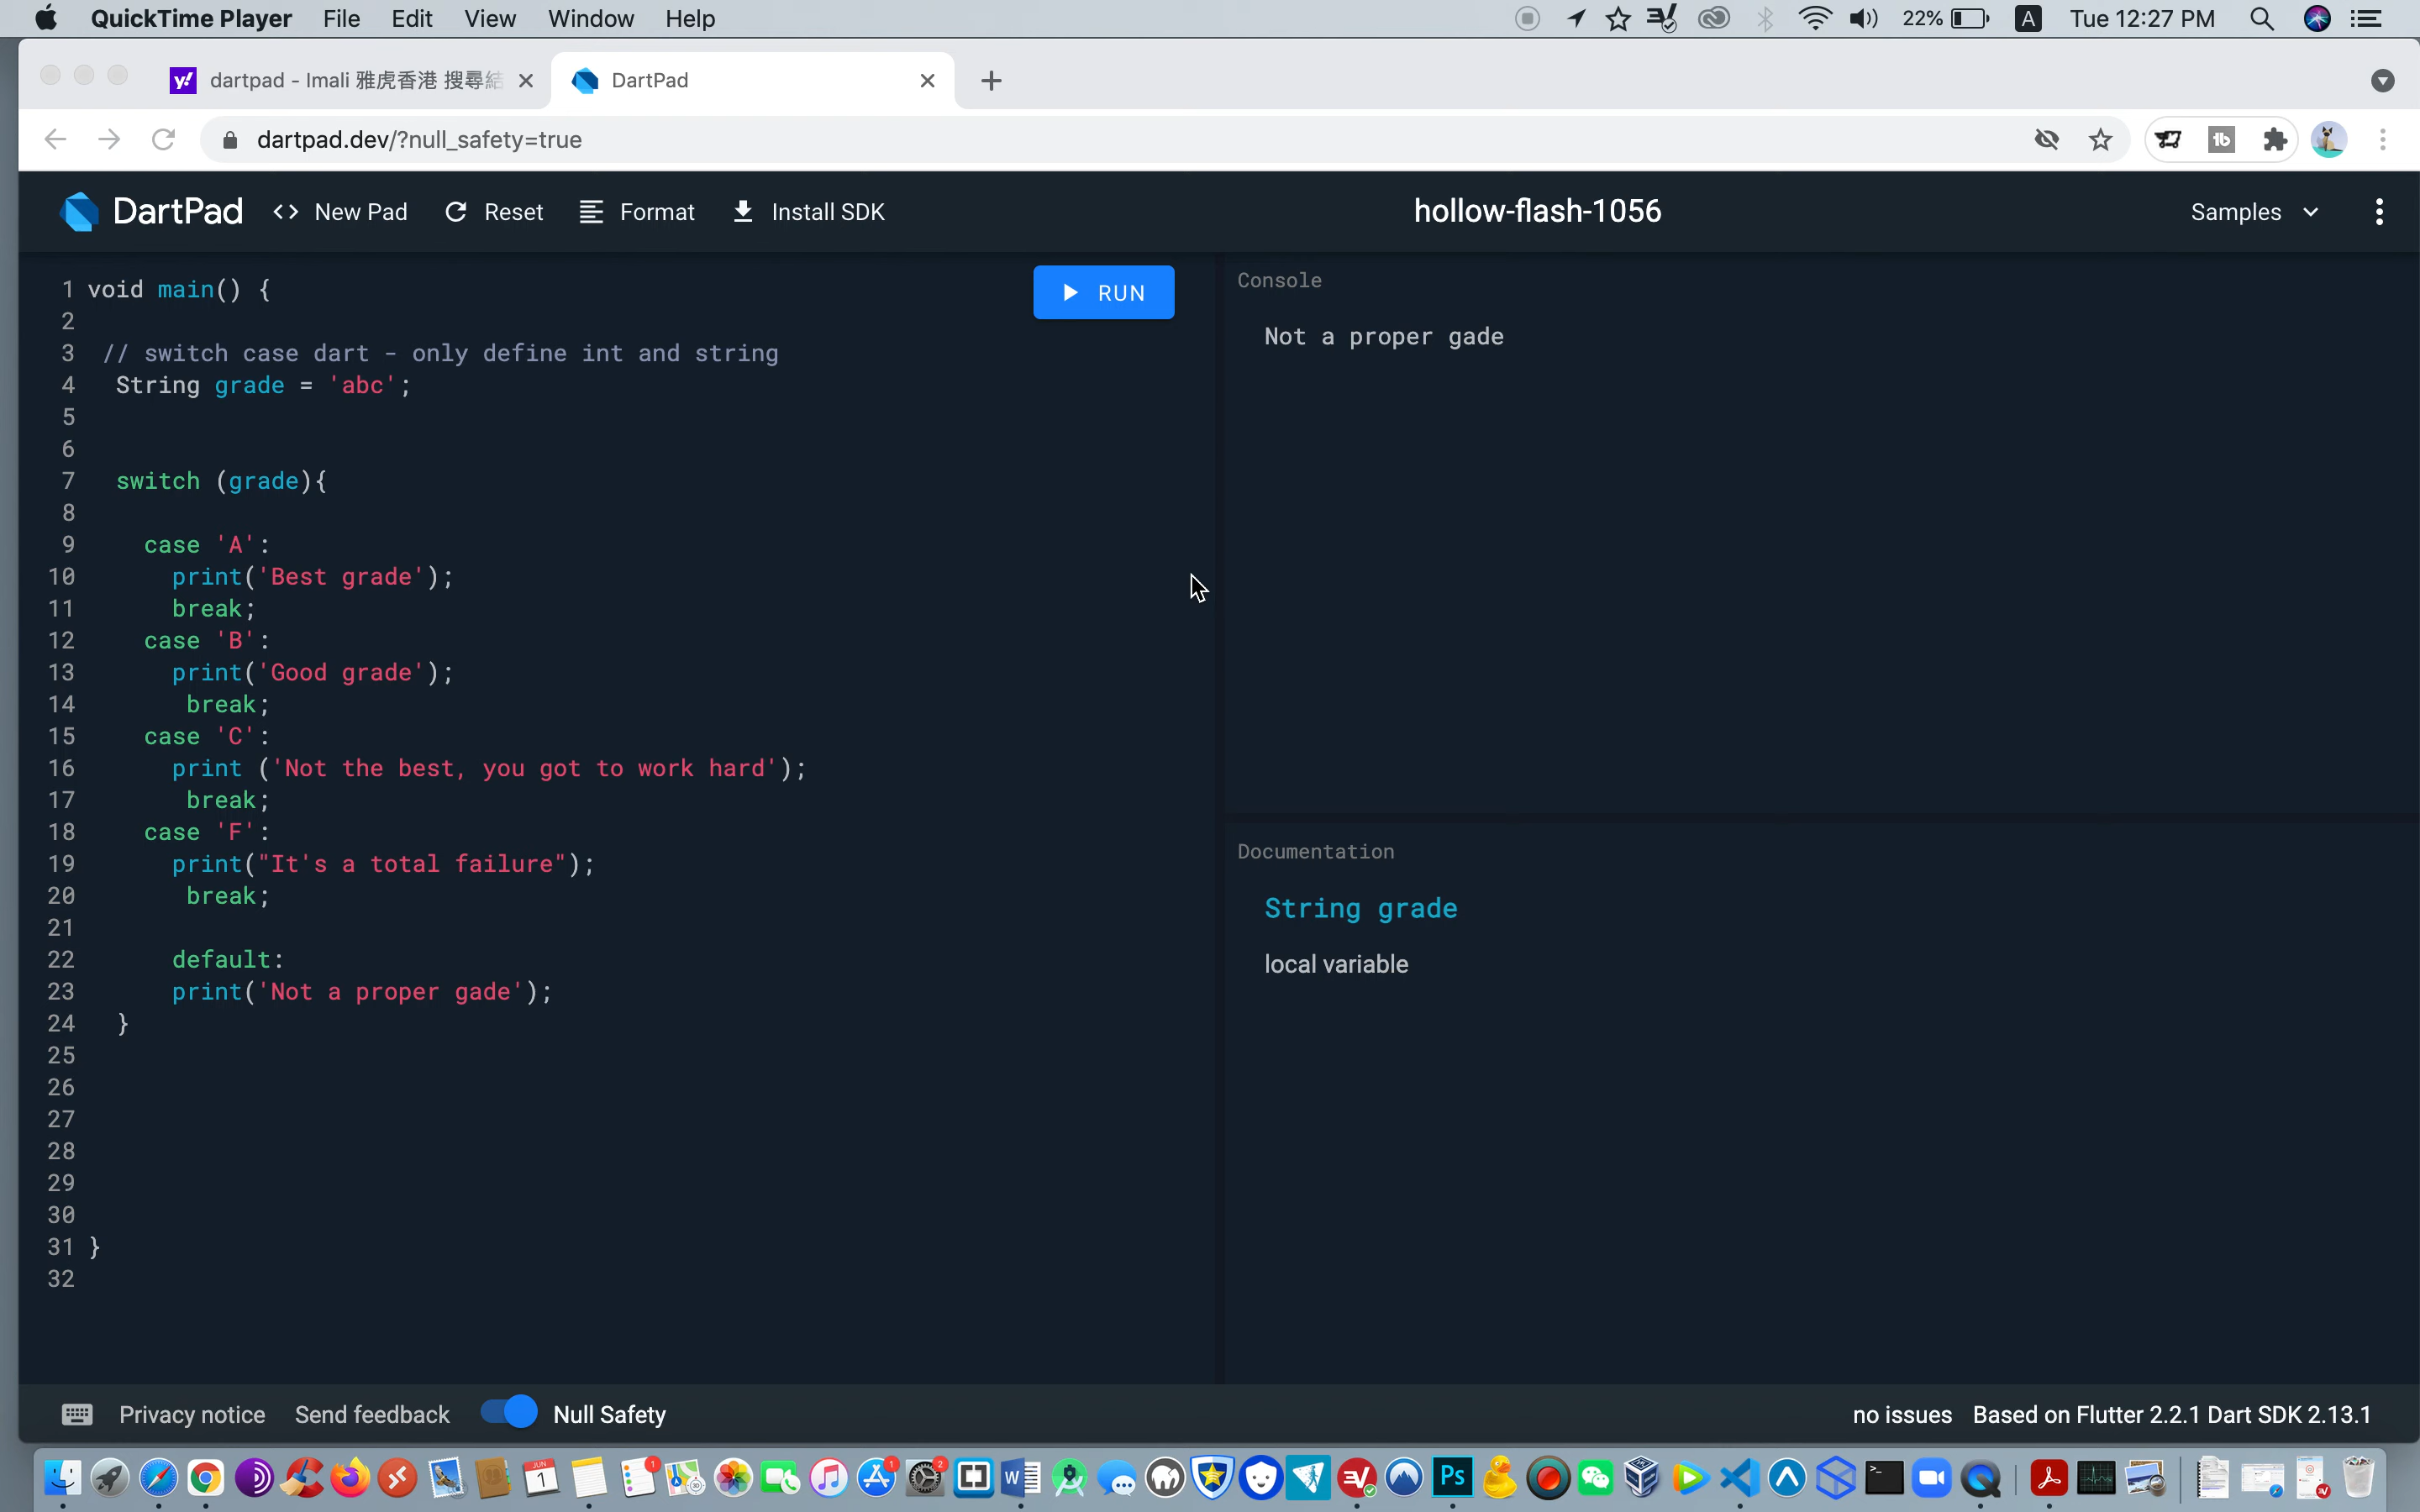 QuickTime Player File Edit View Window Help 22% A Tue 12:27 PM
y! dartpad - Imali 雅虎香港 搜尋結 DartPad
dartpad.dev/?null_safety=true
DartPad <> New Pad Reset Format Install SDK hollow-flash-1056 Samples
RUN
1 void main() {
2
3 // switch case dart - only define int and string
4 String grade = 'abc';
5
6
7 switch (grade){
8
9 case 'A':
10 print('Best grade');
11 break;
12 case 'B':
13 print('Good grade');
14 break;
15 case 'C':
16 print ('Not the best, you got to work hard');
17 break;
18 case 'F':
19 print("It's a total failure");
20 break;
21
22 default:
23 print('Not a proper gade');
24 }
25
26
27
28
29
30
31 }
32
Console
Not a proper gade
Documentation
String grade
local variable
Privacy notice Send feedback Null Safety no issues Based on Flutter 2.2.1 Dart SDK 2.13.1
JUN 1 1 1 2 W Ps